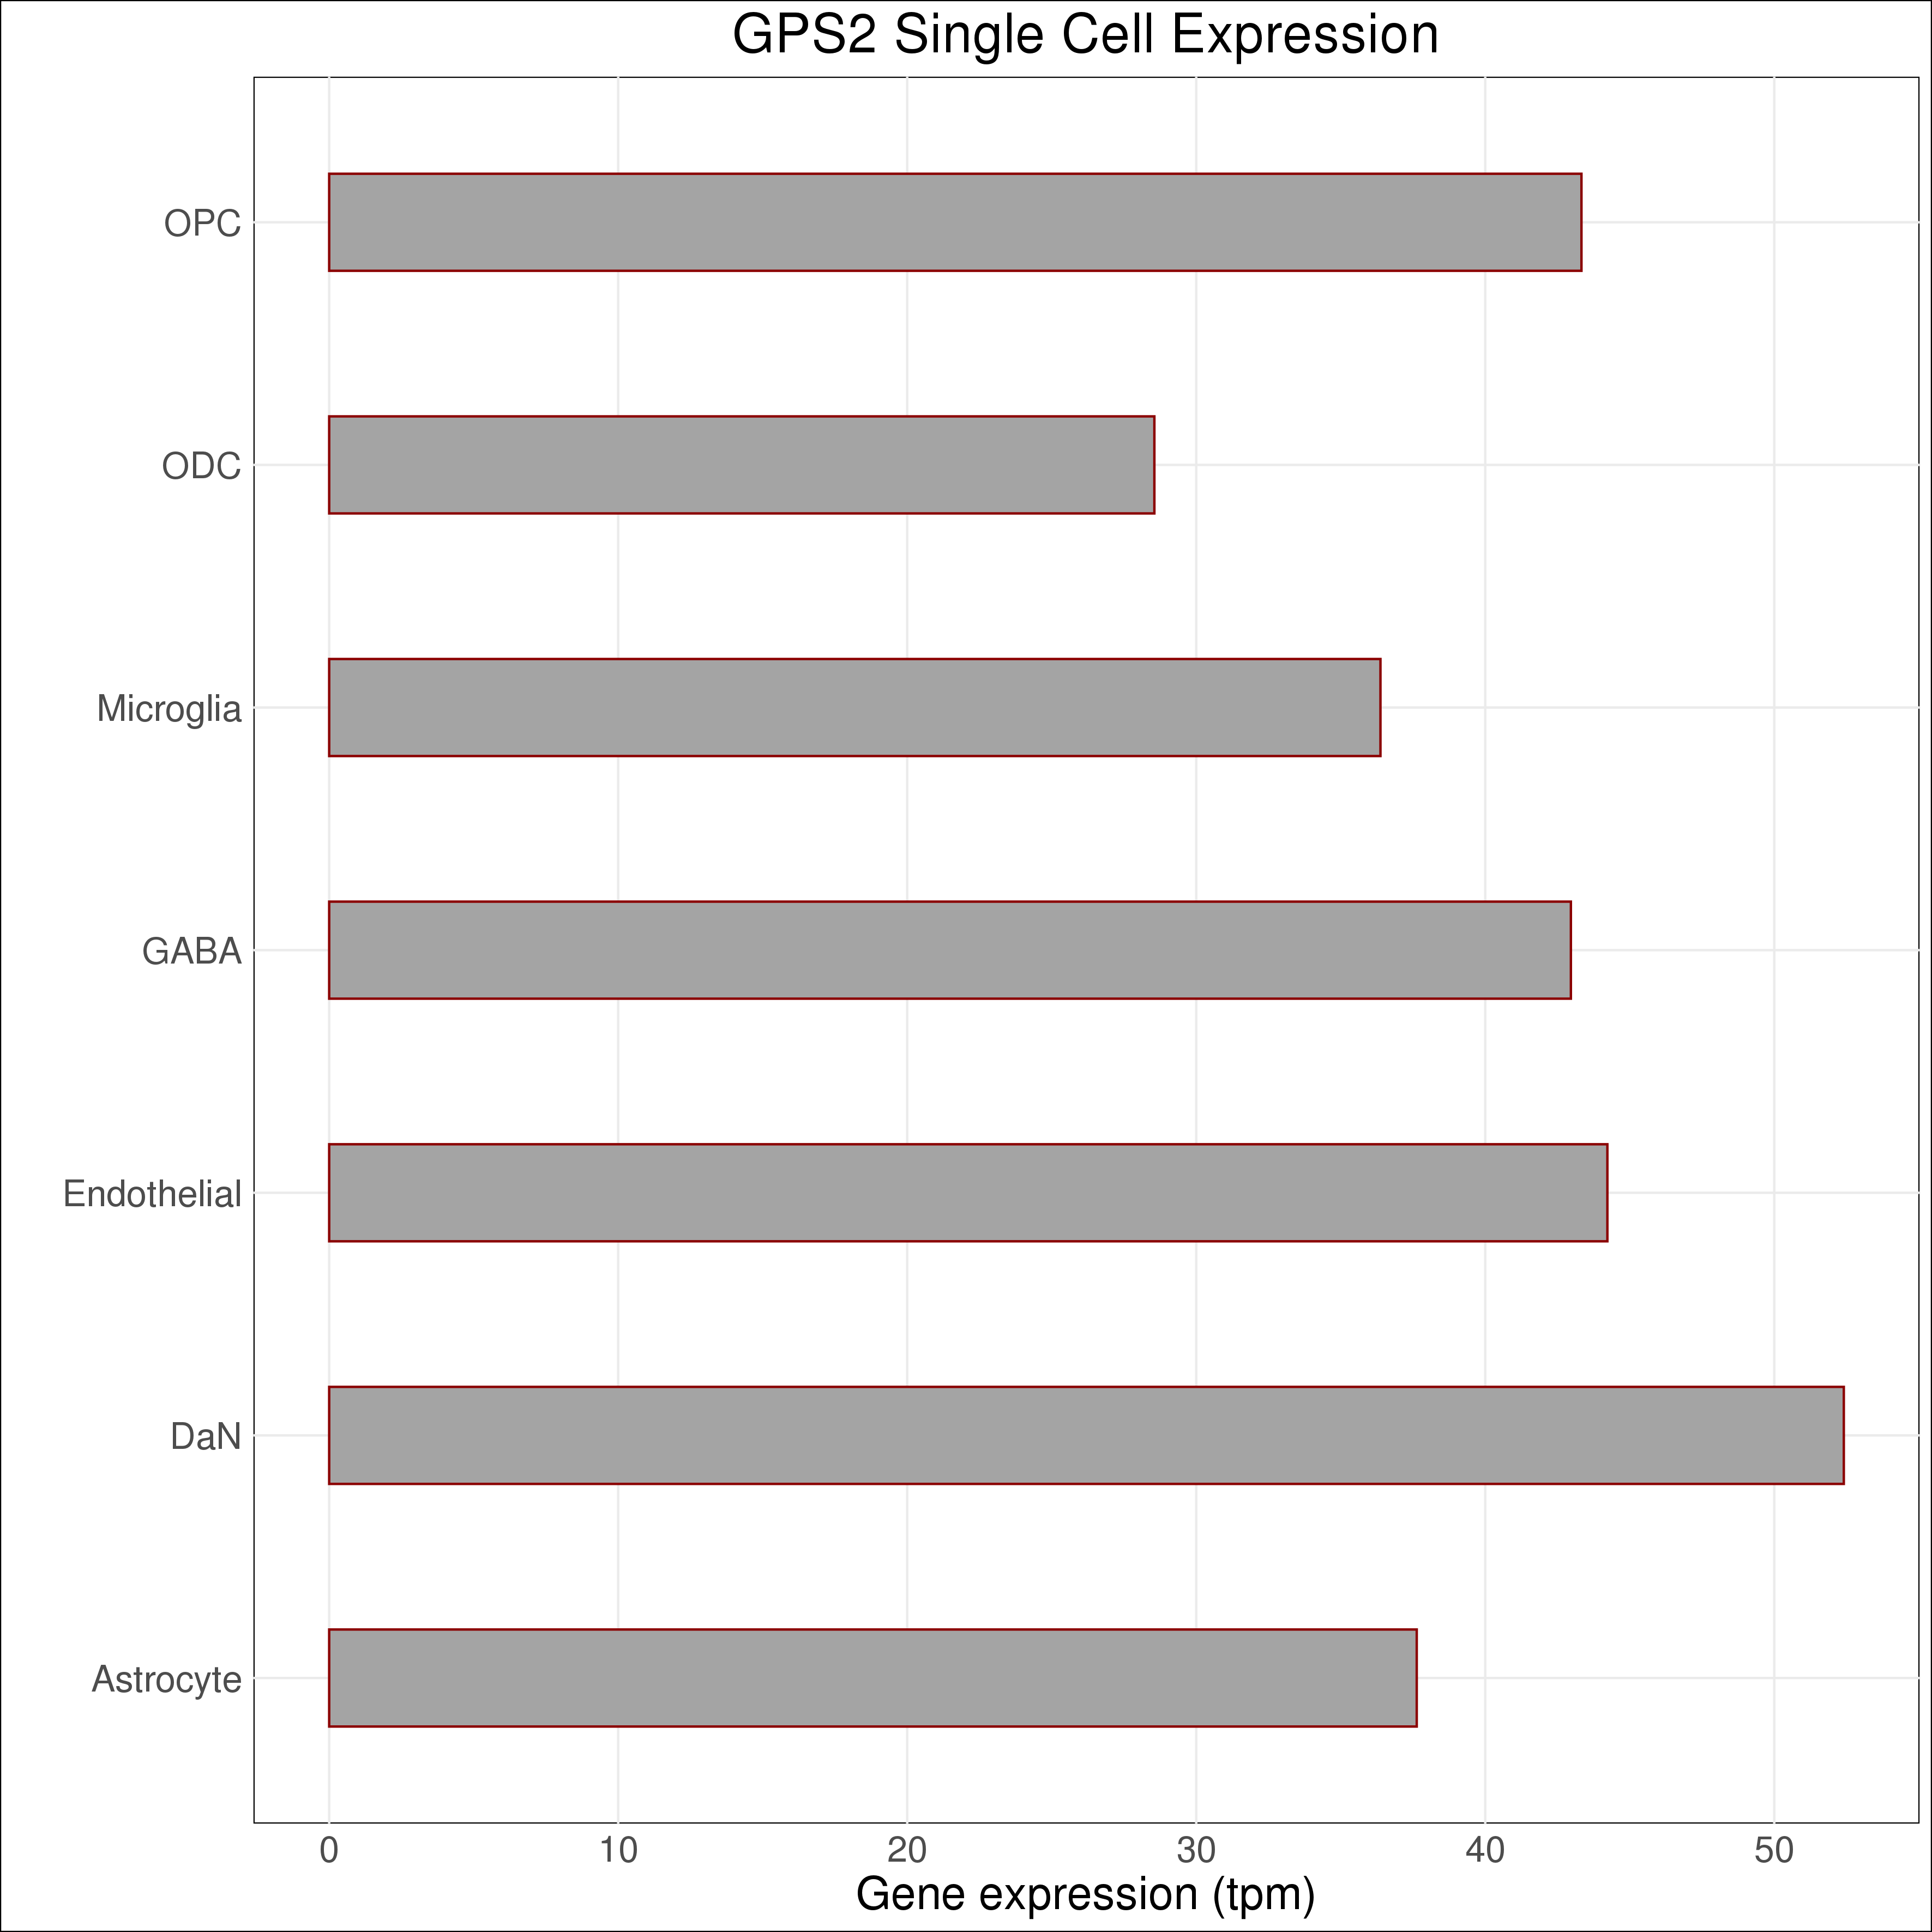 GPS2 Single Cell Expression
OPC
ODC
Microglia
GABA
Endothelial
DaN
Astrocyte
0 10 20 30 40 50
Gene expression (tpm)